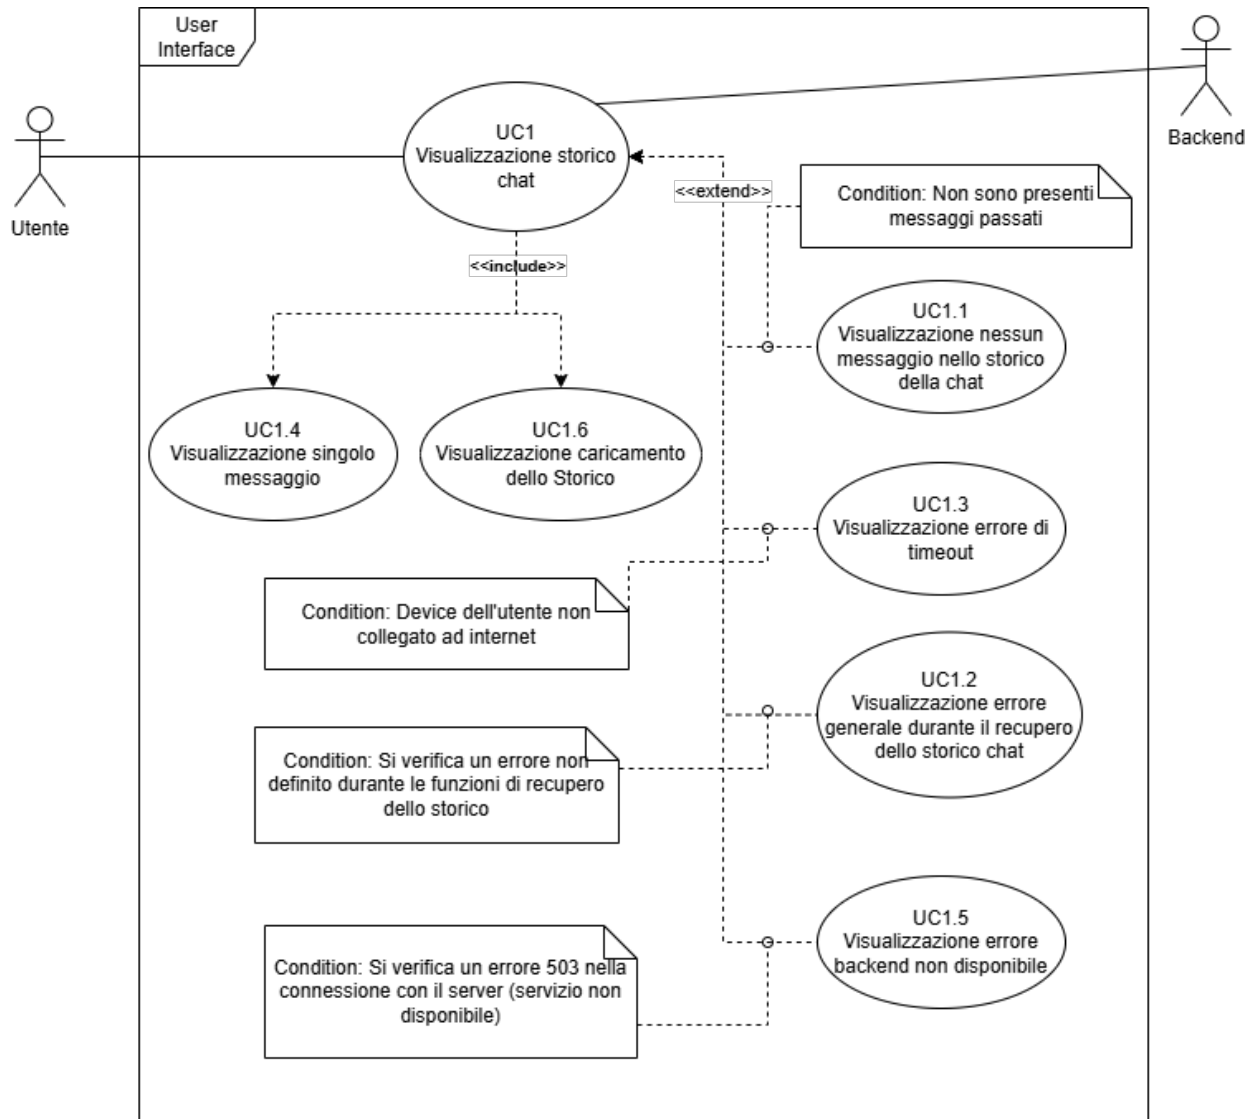 User
Interface
Backend
Utente
UC1
Visualizzazione storico
chat
<<extend>>
Condition: Non sono presenti
messaggi passati
<<include>>
UC1.1
Visualizzazione nessun
messaggio nello storico
della chat
UC1.4
Visualizzazione singolo
messaggio
UC1.6
Visualizzazione caricamento
dello Storico
UC1.3
Visualizzazione errore di
timeout
Condition: Device dell'utente non
collegato ad internet
UC1.2
Visualizzazione errore
generale durante il recupero
dello storico chat
Condition: Si verifica un errore non
definito durante le funzioni di recupero
dello storico
UC1.5
Visualizzazione errore
backend non disponibile
Condition: Si verifica un errore 503 nella
connessione con il server (servizio non
disponibile)